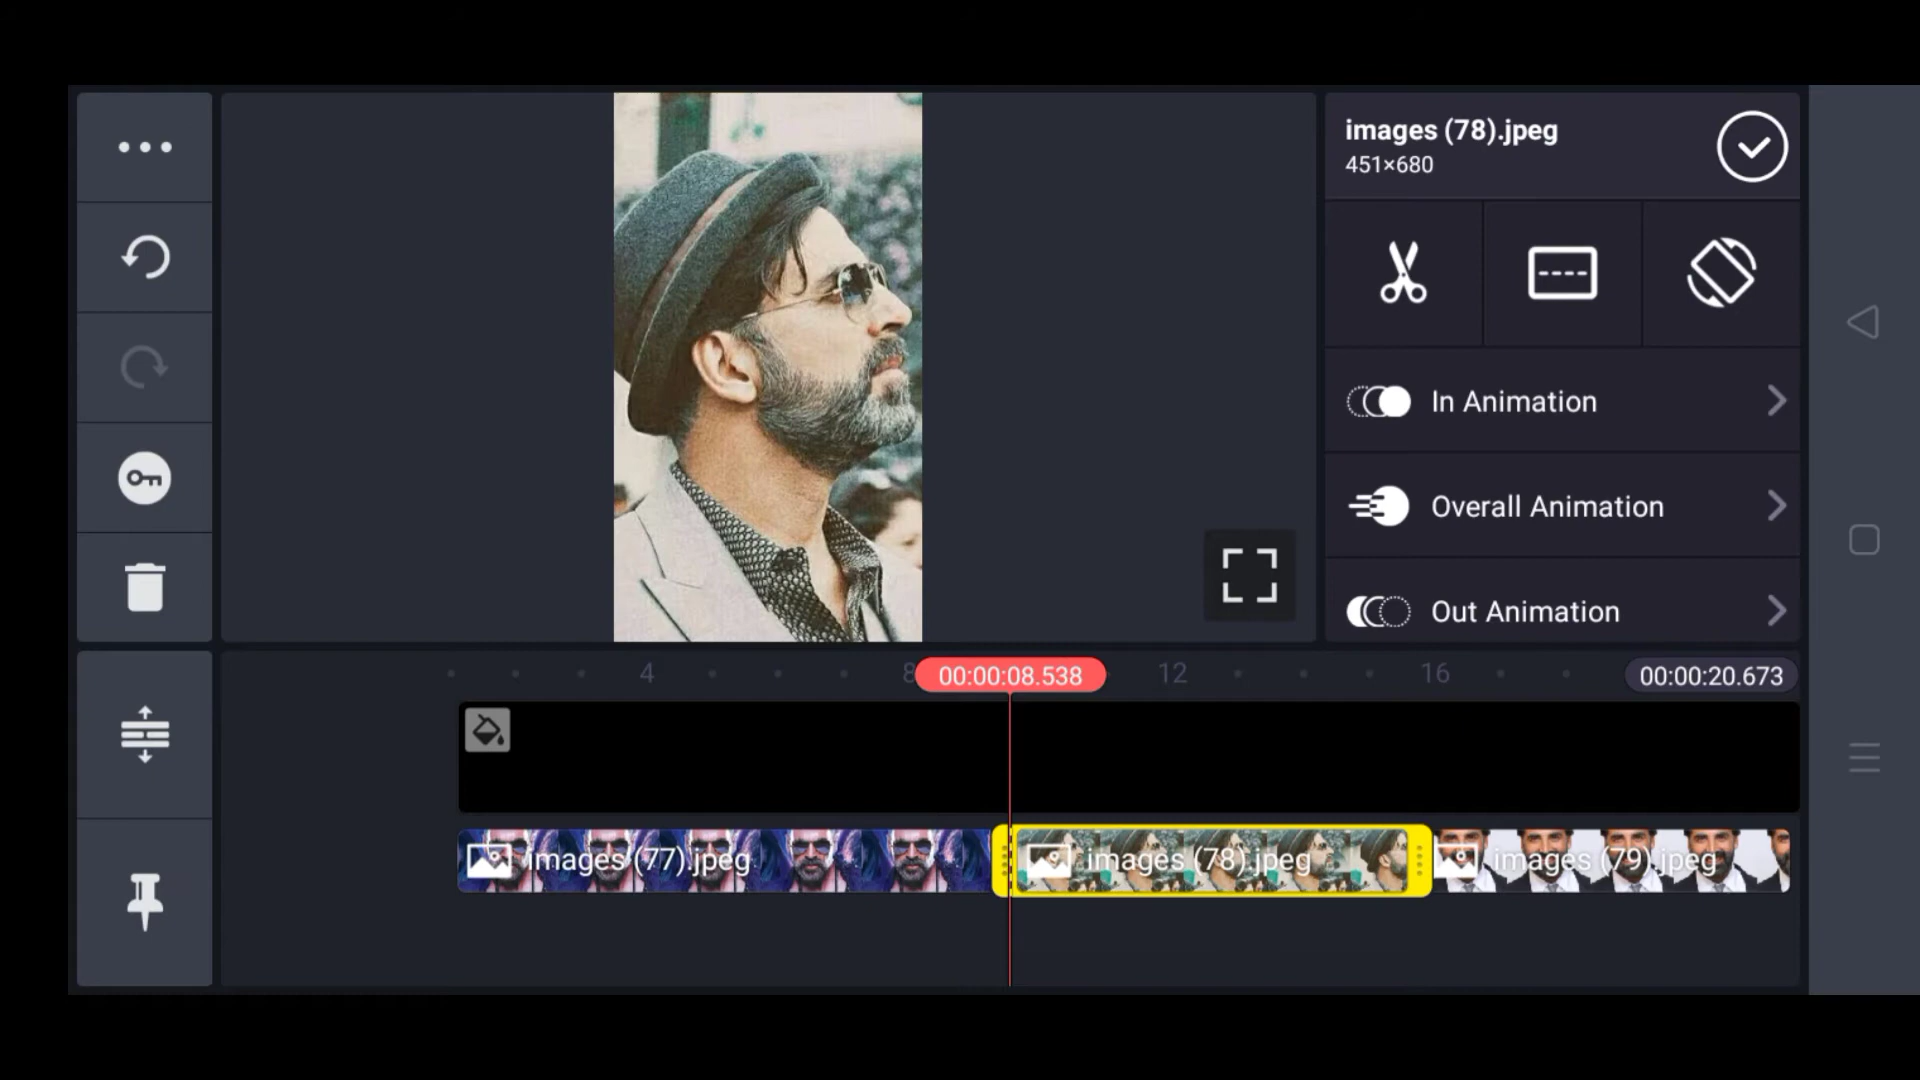 images (78).jpeg
451×680
In Animation
Overall Animation
Out Animation
4
8
00:00:08.538
12
16
00:00:20.673
images (77).jpeg
images (78).jpeg
images (79).jpeg